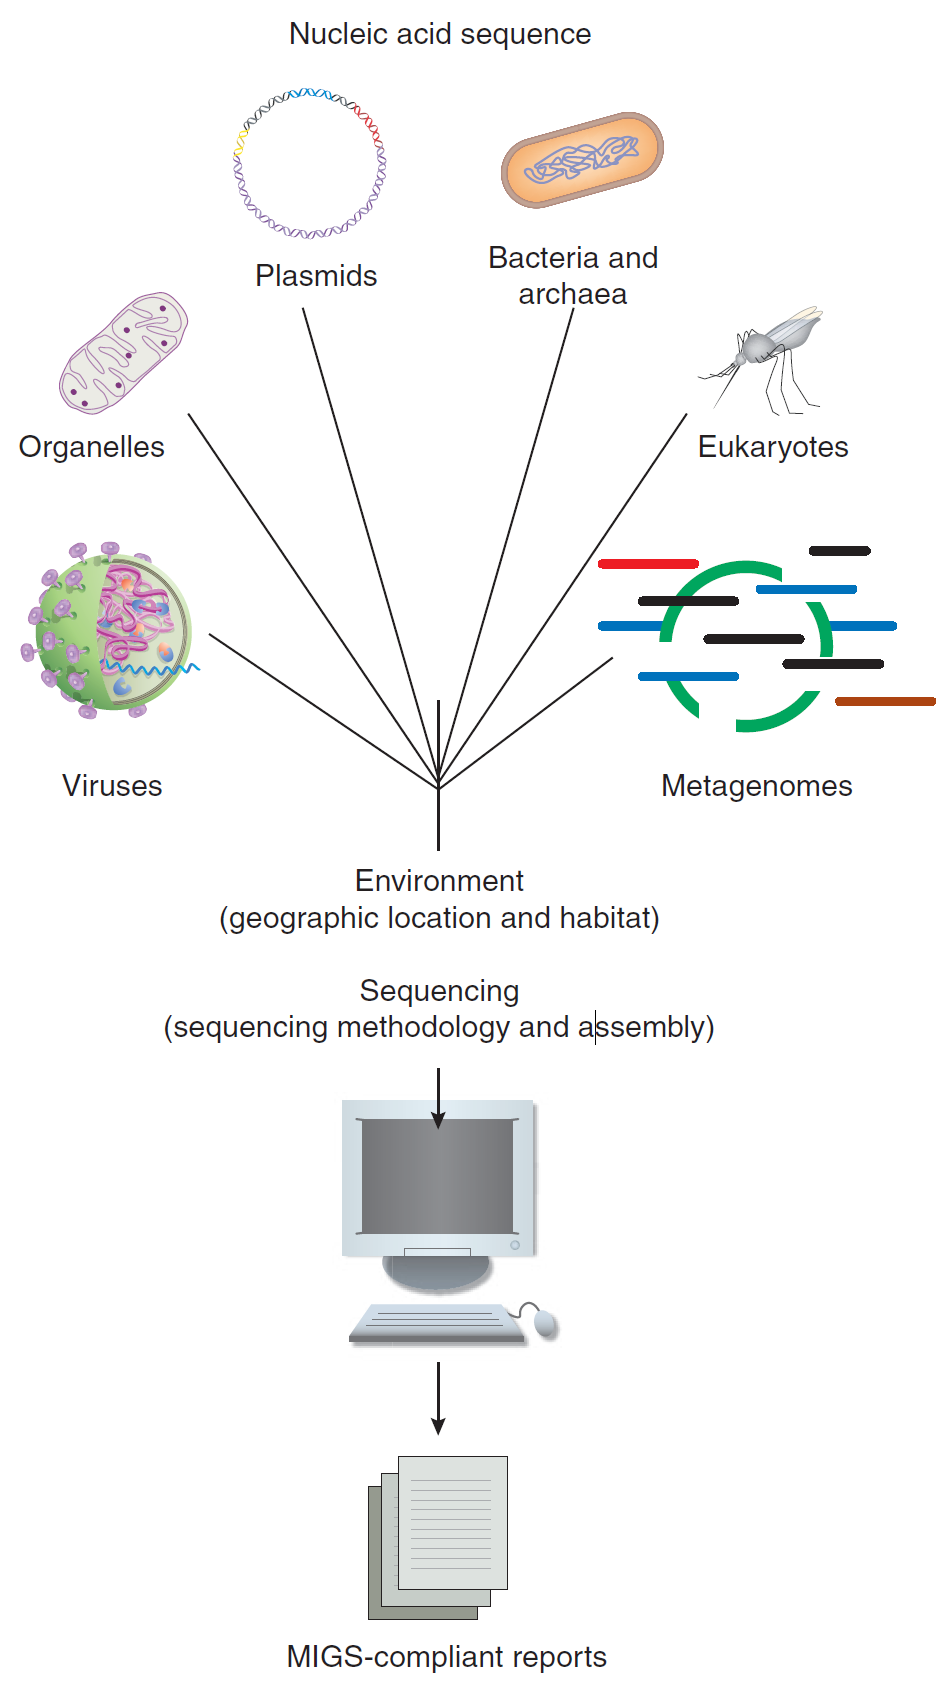 Nucleic acid sequence
Plasmids
Bacteria and
archaea
Organelles
Eukaryotes
Viruses
Metagenomes
Environment
(geographic location and habitat)
Sequencing
(sequencing methodology and assembly)
MIGS-compliant reports